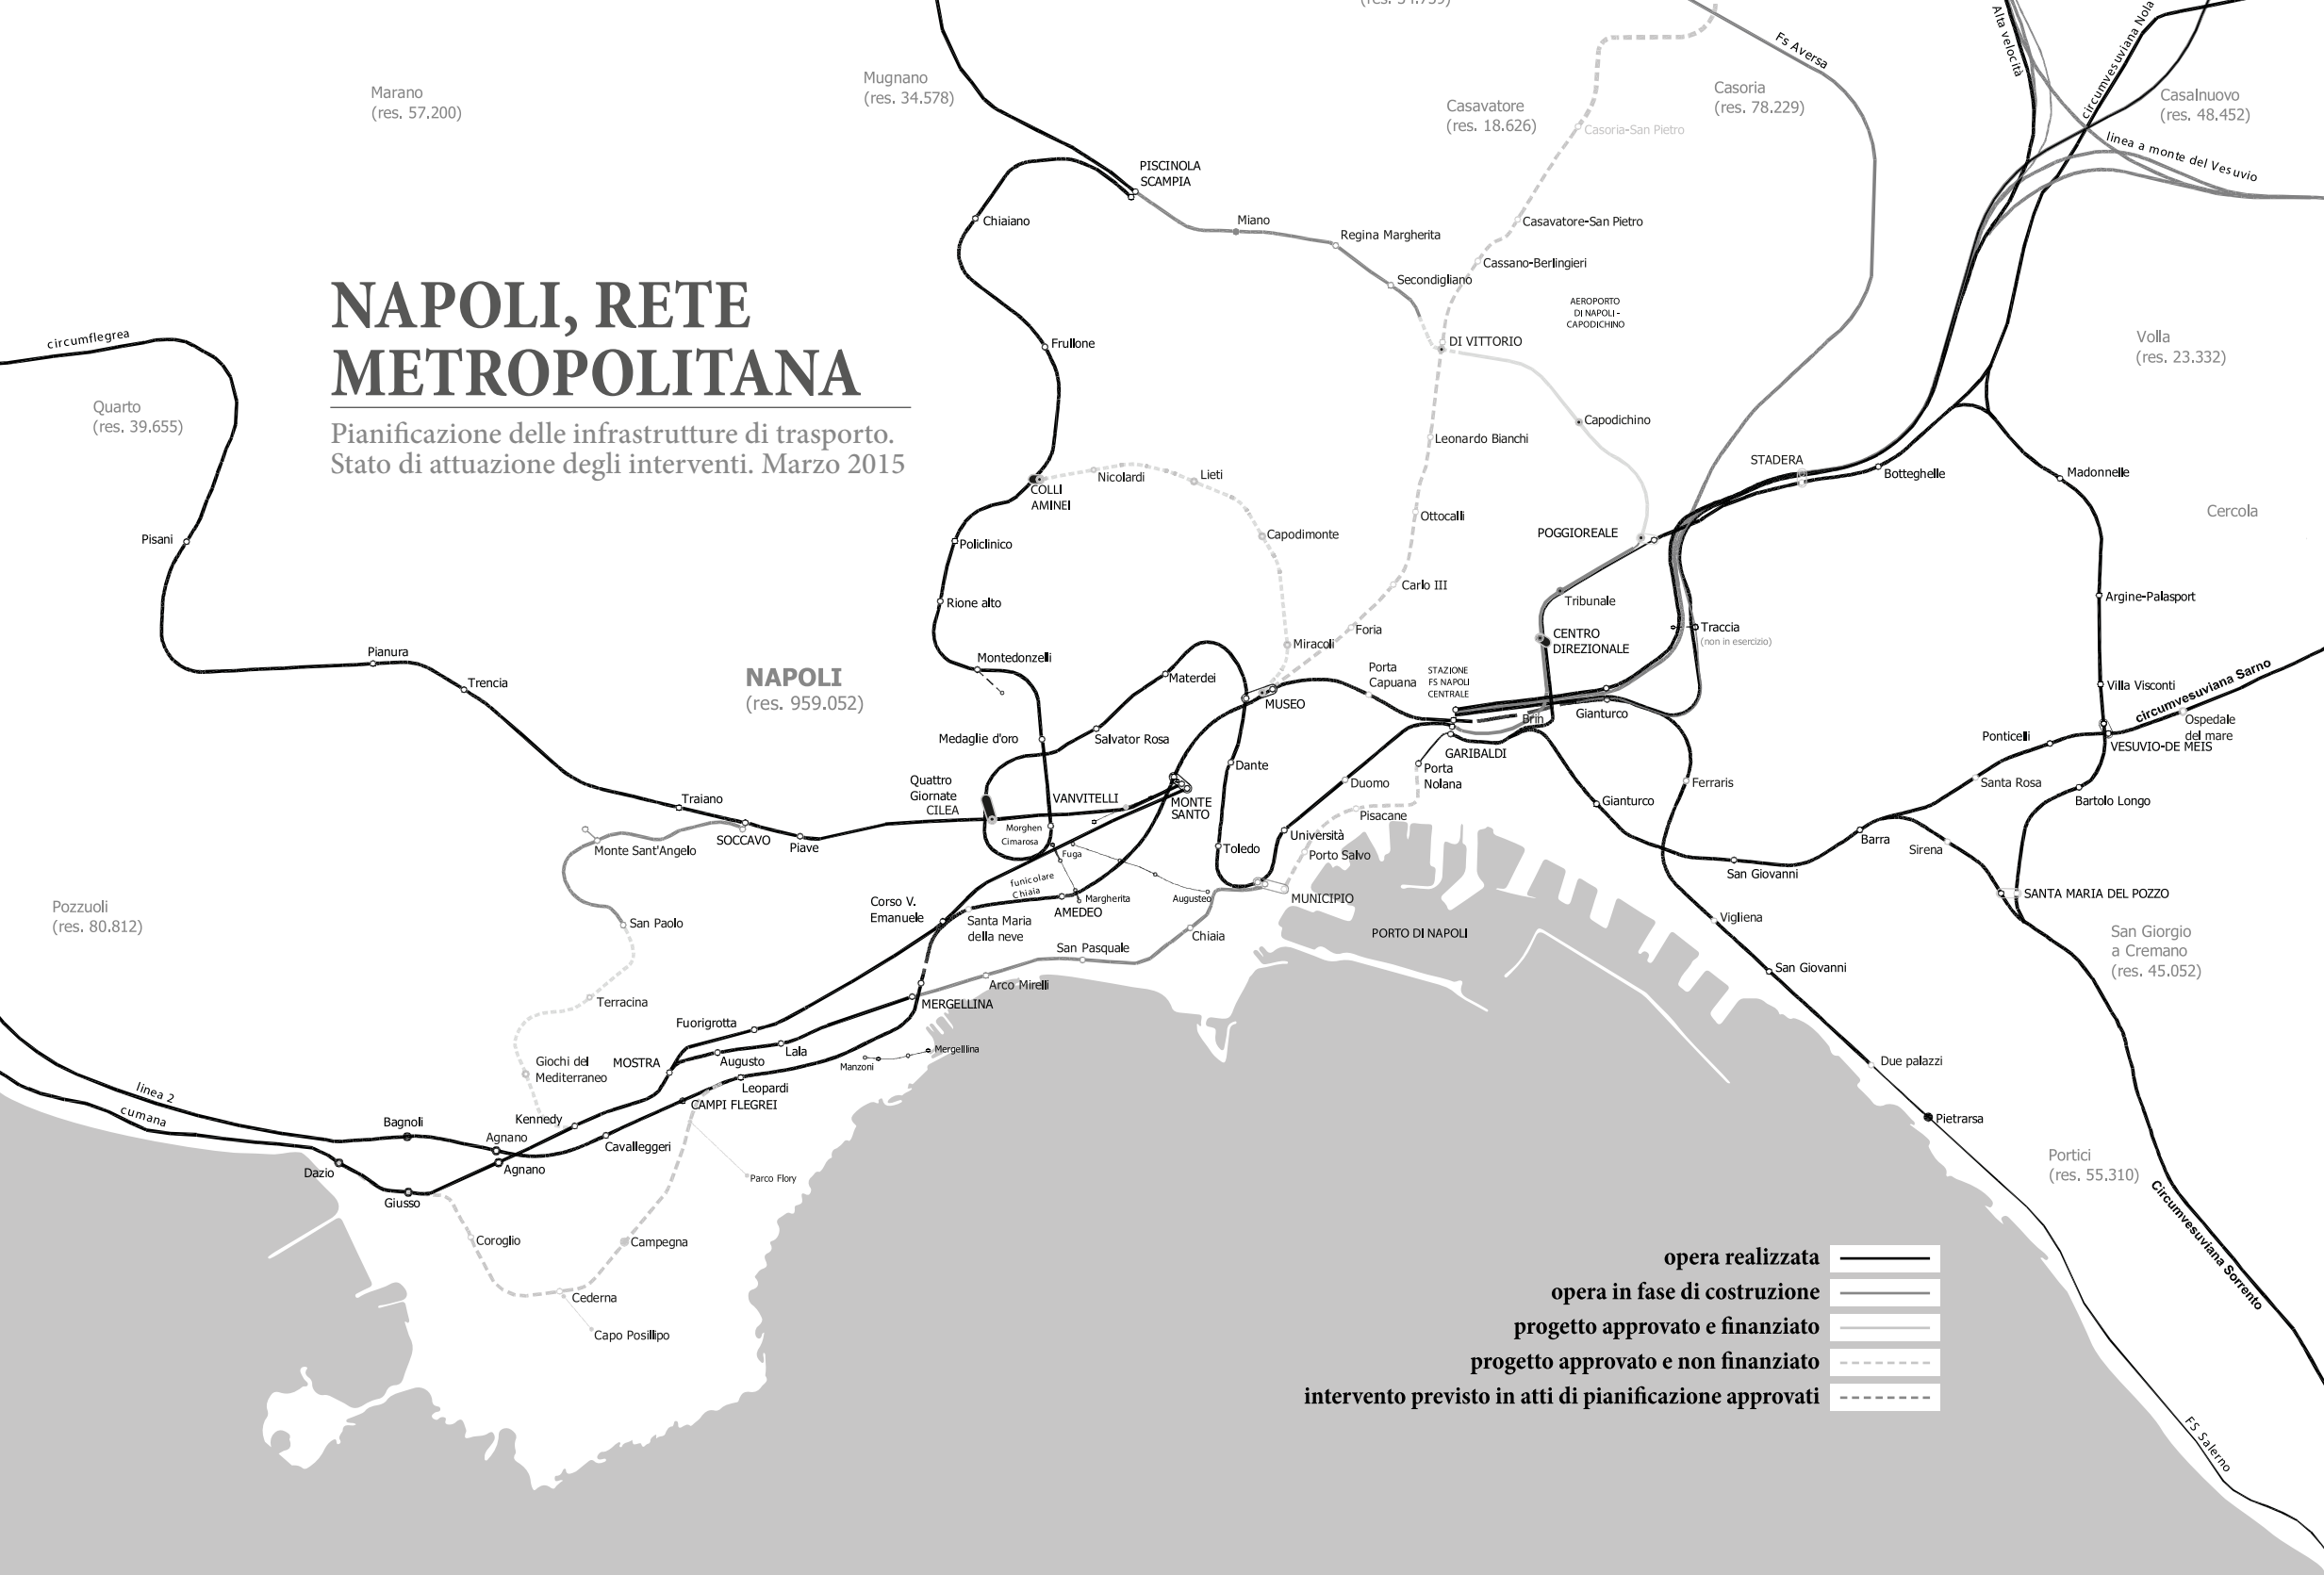 Marano
(res. 57.200)
Mugnano
(res. 34.578)
Casavatore
(res. 18.626)
Casoria
(res. 78.229)
Fs Aversa
Alta velocità
circumvesuviana Nola
Casalnuovo
(res. 48.452)
linea a monte del Vesuvio
Casoria-San Pietro
PISCINOLA
SCAMPIA
Chiaiano
Miano
Regina Margherita
Casavatore-San Pietro
Secondigliano
Cassano-Berlingieri
AEROPORTO
DI NAPOLI -
CAPODICHINO
NAPOLI, RETE
METROPOLITANA
Pianificazione delle infrastrutture di trasporto.
Stato di attuazione degli interventi. Marzo 2015
circumflegrea
Frullone
DI VITTORIO
Volla
(res. 23.332)
Quarto
(res. 39.655)
Capodichino
Leonardo Bianchi
STADERA
Botteghelle
Madonnelle
Nicolardi
Lieti
COLLI
AMINEI
Cercola
Ottocalli
Pisani
Policlinico
Capodimonte
POGGIOREALE
Carlo III
Rione alto
Tribunale
Argine-Palasport
Foria
CENTRO
DIREZIONALE
Traccia
(non in esercizio)
Miracoli
Pianura
Trencia
NAPOLI
(res. 959.052)
Montedonzelli
Materdei
Porta
Capuana
STAZIONE
FS NAPOLI
CENTRALE
Villa Visconti
circumvesuviana Sarno
MUSEO
Brin
Gianturco
Ospedale
del mare
Medaglie d'oro
Salvator Rosa
GARIBALDI
Ponticelli
VESUVIO-DE MEIS
Dante
Porta
Nolana
Duomo
Ferraris
Santa Rosa
Quattro
Giornate
CILEA
Traiano
VANVITELLI
MONTE
SANTO
Pisacane
Gianturco
Bartolo Longo
SOCCAVO
Piave
Morghen
Cimarosa
Università
Barra
Monte Sant'Angelo
Fuga
Toledo
Porto Salvo
Sirena
San Giovanni
funicolare
Chiaia
Margherita
Augusteo
MUNICIPIO
SANTA MARIA DEL POZZO
Corso V.
Emanuele
AMEDEO
Pozzuoli
(res. 80.812)
San Paolo
Santa Maria
della neve
Chiaia
PORTO DI NAPOLI
Vigliena
San Giorgio
a Cremano
(res. 45.052)
San Pasquale
San Giovanni
Arco Mirelli
Terracina
MERGELLINA
Fuorigrotta
Lala
Mergelllina
Manzoni
Giochi del
Mediterraneo
MOSTRA
Augusto
Due palazzi
Leopardi
linea 2
cumana
CAMPI FLEGREI
Bagnoli
Kennedy
Pietrarsa
Agnano
Cavalleggeri
Dazio
Agnano
Parco Flory
Portici
(res. 55.310)
Giusso
Circumvesuviana Sorrento
Coroglio
Campegna
Cederna
Capo Posillipo
opera realizzata
opera in fase di costruzione
progetto approvato e finanziato
progetto approvato e non finanziato
intervento previsto in atti di pianificazione approvati
FS Salerno